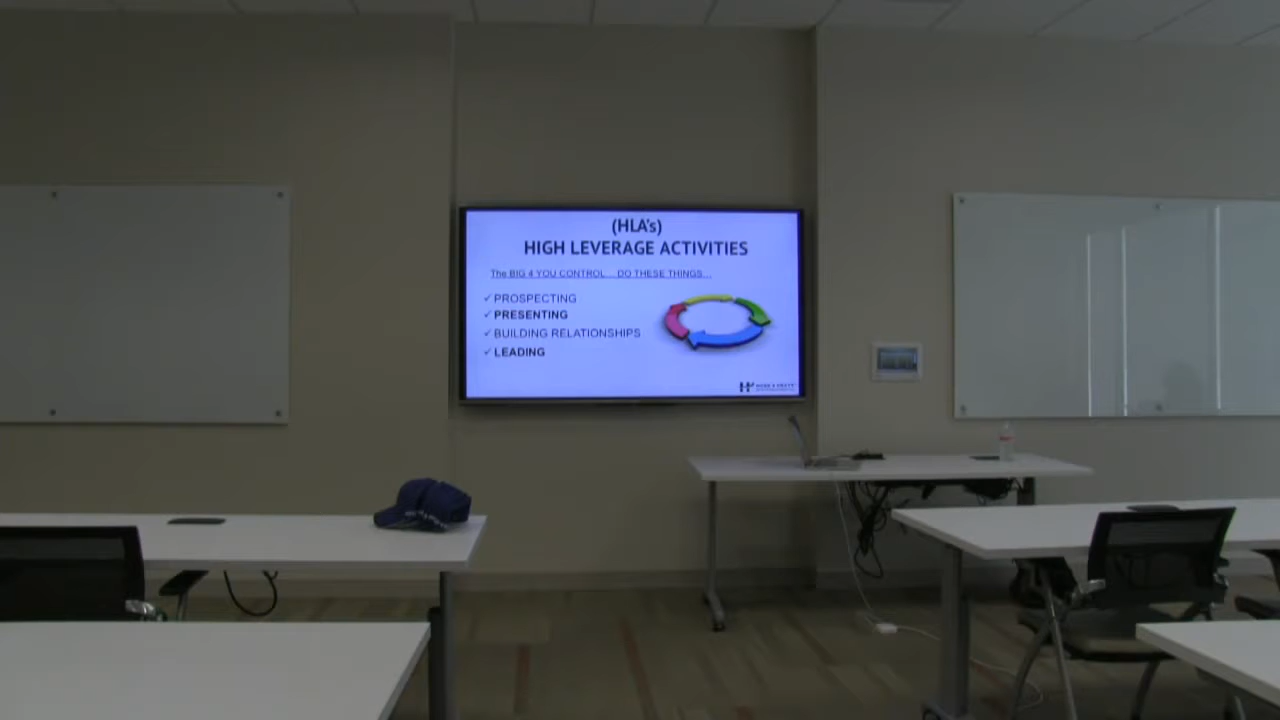 (HLA's)
HIGH LEVERAGE ACTIVITIES
The BIG 4 YOU CONTROL... DO THESE THINGS...
✓ PROSPECTING
✓ PRESENTING
✓ BUILDING RELATIONSHIPS
✓ LEADING